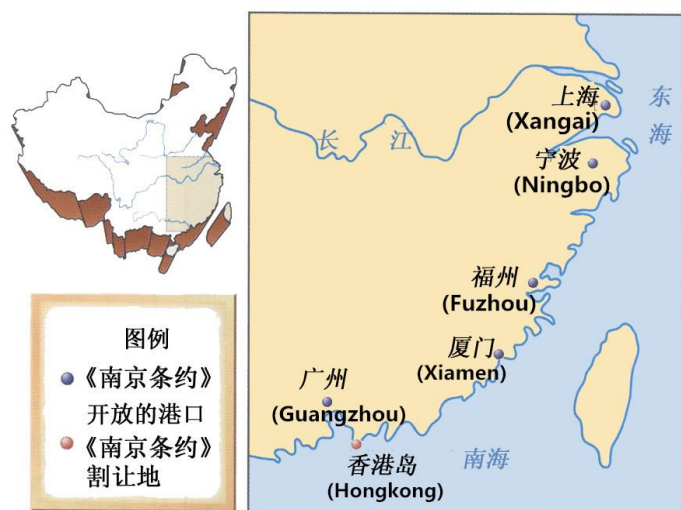 上海
(Xangai)
东
海
长 江
宁波
(Ningbo)
福州
(Fuzhou)
厦门
(Xiamen)
广州
(Guangzhou)
香港岛
(Hongkong)
南海
图例
《南京条约》
开放的港口
《南京条约》
割让地